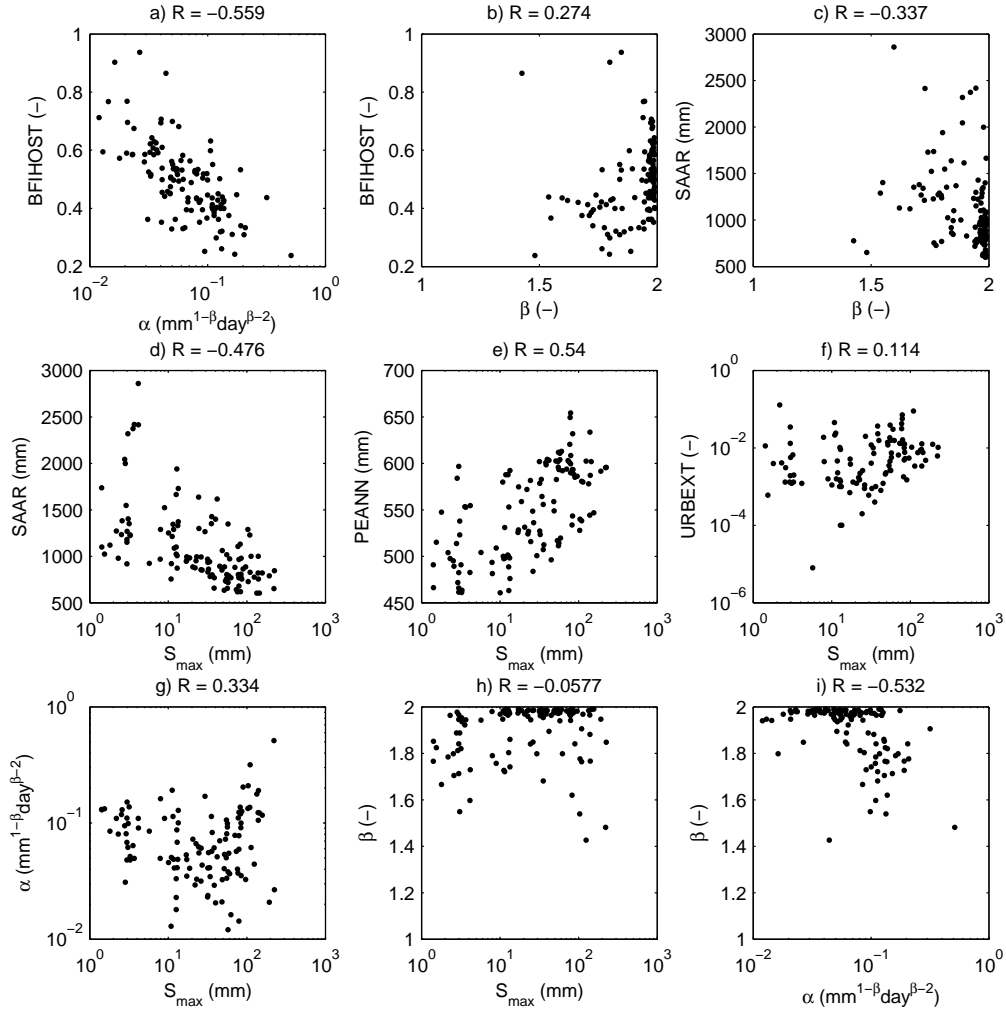 a) R = −0.559
b) R = 0.274
c) R = −0.337
1
0.8
0.6
0.4
0.2
BFIHOST (−)
10^−2
10^−1
10^0
α (mm^1−β day^β−2)
1
0.8
0.6
0.4
0.2
BFIHOST (−)
1
1.5
2
β (−)
3000
2500
2000
1500
1000
500
SAAR (mm)
1
1.5
2
β (−)
d) R = −0.476
e) R = 0.54
f) R = 0.114
3000
2500
2000
1500
1000
500
SAAR (mm)
10^0
10^1
10^2
10^3
S_max (mm)
700
650
600
550
500
450
PEANN (mm)
10^0
10^1
10^2
10^3
S_max (mm)
10^0
10^−2
10^−4
10^−6
URBEXT (−)
10^0
10^1
10^2
10^3
S_max (mm)
g) R = 0.334
h) R = −0.0577
i) R = −0.532
10^0
10^−1
10^−2
α (mm^1−β day^β−2)
10^0
10^1
10^2
10^3
S_max (mm)
2
1.8
1.6
1.4
1.2
1
β (−)
10^0
10^1
10^2
10^3
S_max (mm)
2
1.8
1.6
1.4
1.2
1
β (−)
10^−2
10^−1
10^0
α (mm^1−β day^β−2)